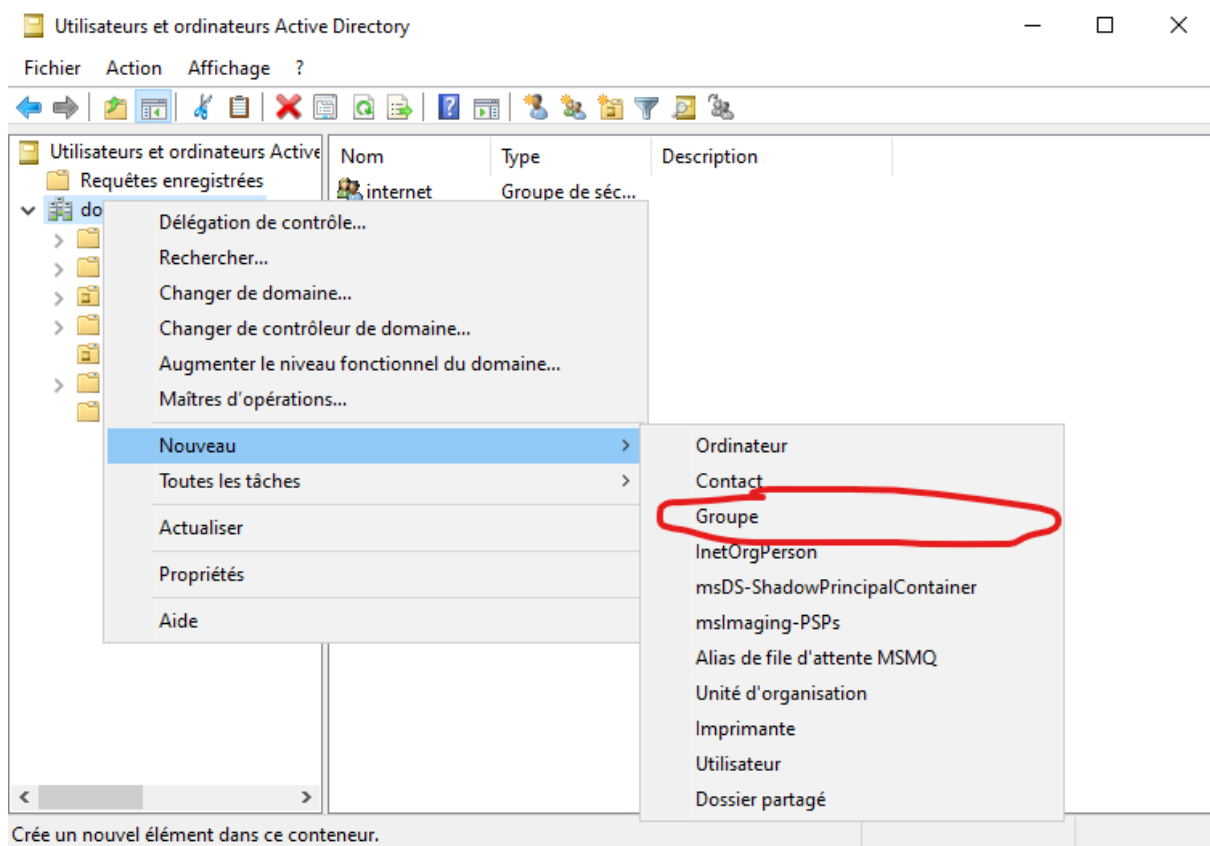 Utilisateurs et ordinateurs Active Directory
Fichier Action Affichage ?
Utilisateurs et ordinateurs Active
Requêtes enregistrées
do
Nom Type Description
internet Groupe de séc...
Délégation de contrôle...
Rechercher...
Changer de domaine...
Changer de contrôleur de domaine...
Augmenter le niveau fonctionnel du domaine...
Maîtres d'opérations...
Nouveau
Toutes les tâches
Actualiser
Propriétés
Aide
Ordinateur
Contact
Groupe
InetOrgPerson
msDS-ShadowPrincipalContainer
msImaging-PSPs
Alias de file d'attente MSMQ
Unité d'organisation
Imprimante
Utilisateur
Dossier partagé
Crée un nouvel élément dans ce conteneur.